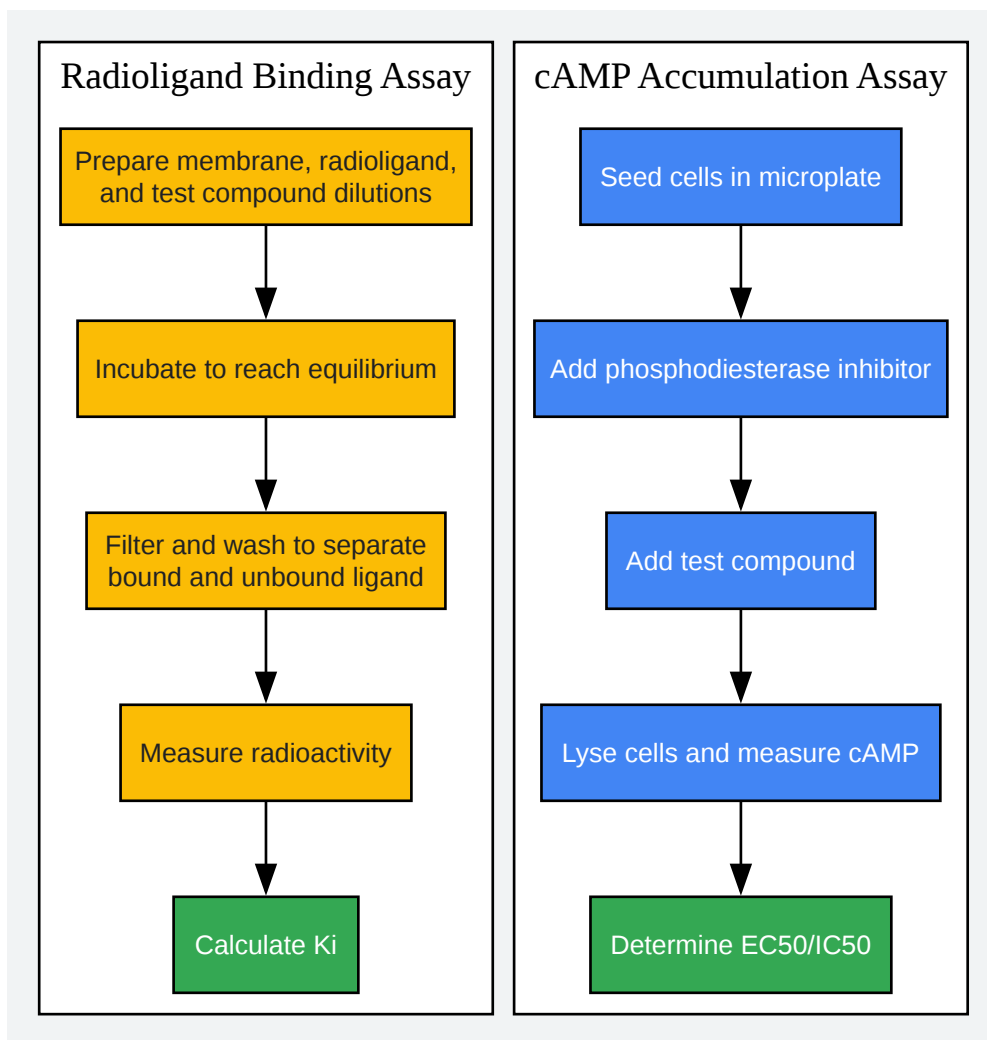 Radioligand Binding Assay
Prepare membrane, radioligand,
and test compound dilutions
Incubate to reach equilibrium
Filter and wash to separate
bound and unbound ligand
Measure radioactivity
Calculate Ki
cAMP Accumulation Assay
Seed cells in microplate
Add phosphodiesterase inhibitor
Add test compound
Lyse cells and measure cAMP
Determine EC50/IC50